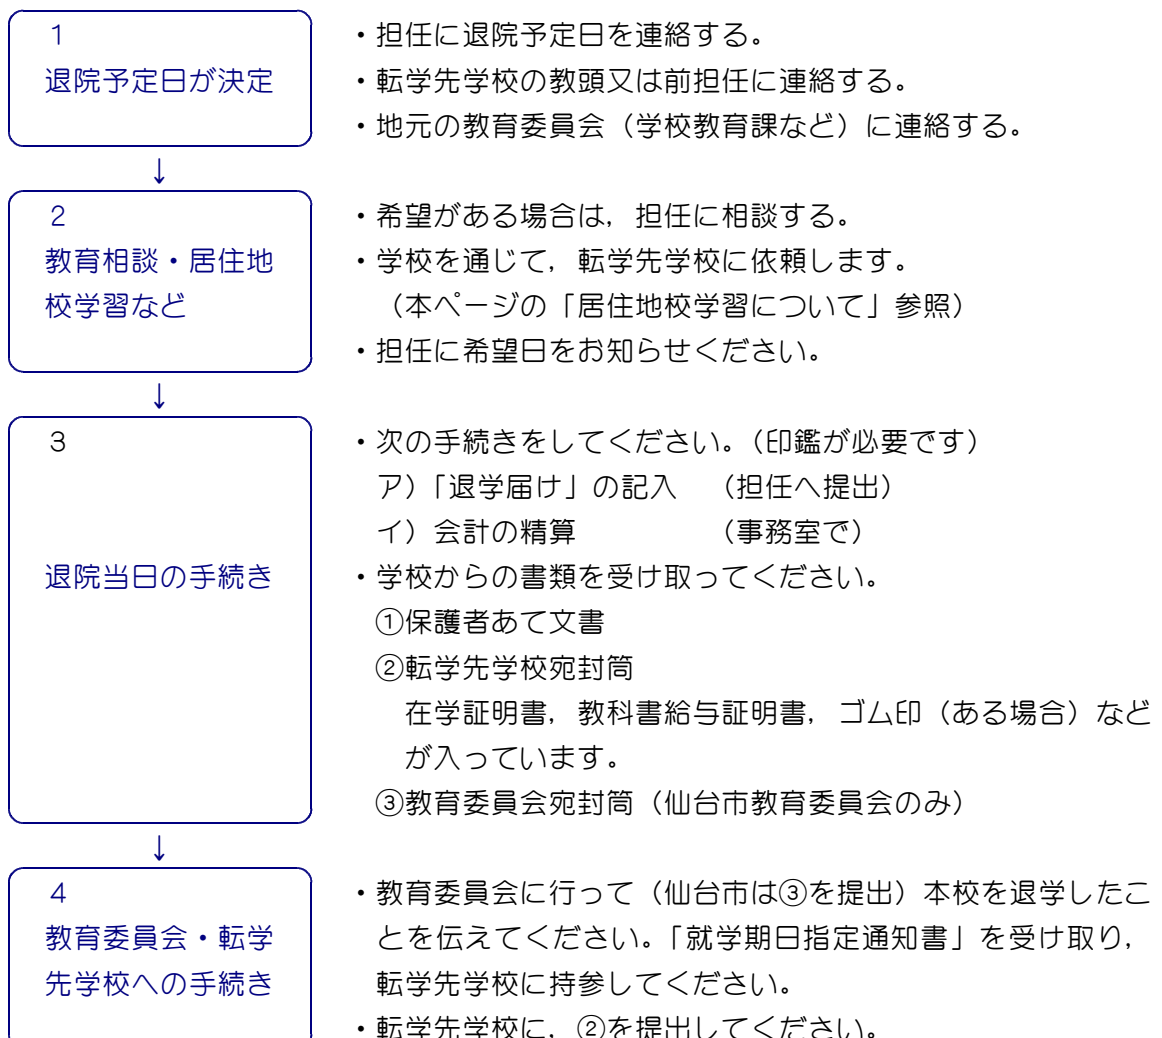 １
退院予定日が決定
・担任に退院予定日を連絡する。
・転学先学校の教頭又は前担任に連絡する。
・地元の教育委員会（学校教育課など）に連絡する。
↓
２
教育相談・居住地
校学習など
・希望がある場合は，担任に相談する。
・学校を通じて，転学先学校に依頼します。
（本ページの「居住地校学習について」参照）
・担任に希望日をお知らせください。
↓
３
退院当日の手続き
・次の手続きをしてください。（印鑑が必要です）
ア）「退学届け」の記入　（担任へ提出）
イ）会計の精算　　　　（事務室で）
・学校からの書類を受け取ってください。
①保護者あて文書
②転学先学校宛封筒
在学証明書，教科書給与証明書，ゴム印（ある場合）など
が入っています。
③教育委員会宛封筒（仙台市教育委員会のみ）
↓
４
教育委員会・転学
先学校への手続き
・教育委員会に行って（仙台市は③を提出）本校を退学したこ
とを伝えてください。「就学期日指定通知書」を受け取り，
転学先学校に持参してください。
・転学先学校に，②を提出してください。